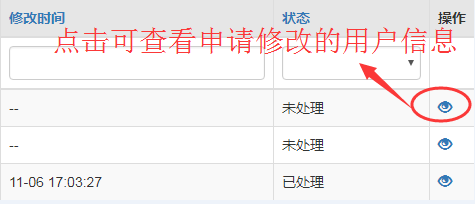 修改时间 状态 操作
点击可查看申请修改的用户信息
-- 未处理
-- 未处理
11-06 17:03:27 已处理